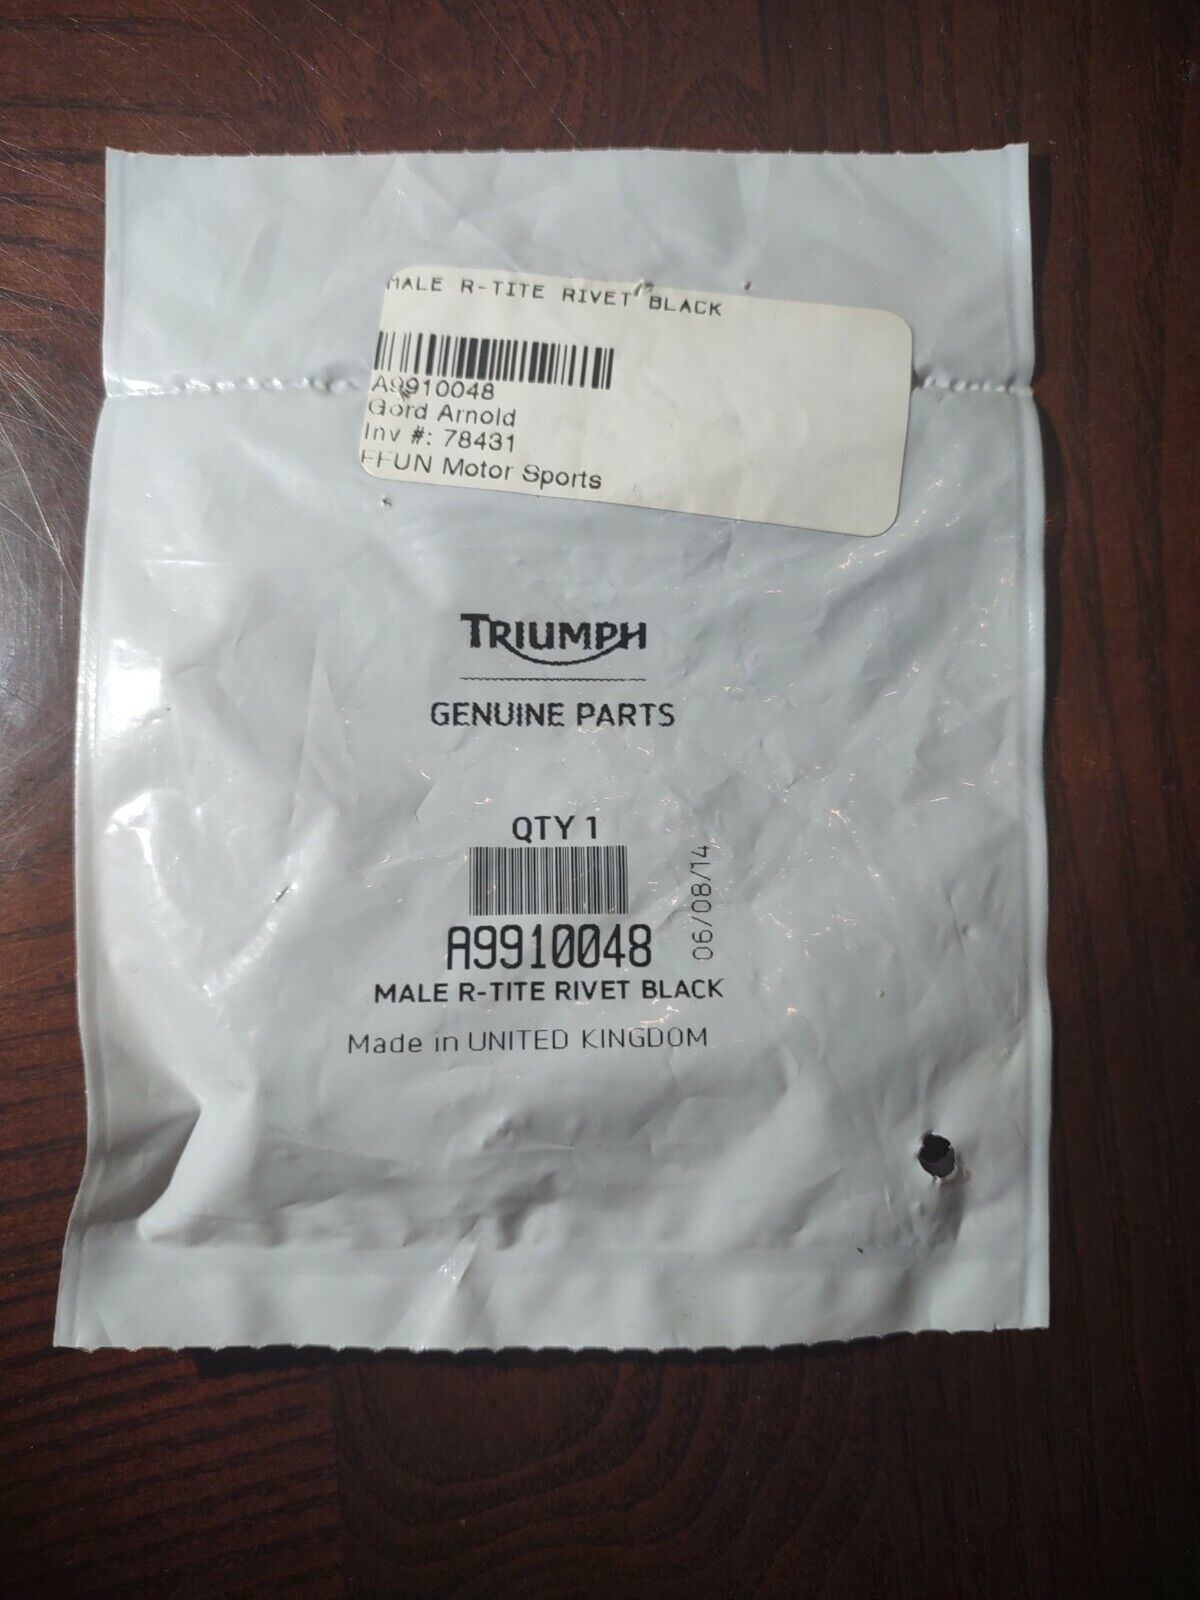 MALE R-TITE RIVET BLACK
A9910048
Gord Arnold
Inv #: 78431
FFUN Motor Sports
TRIUMPH
GENUINE PARTS
QTY 1
06/08/14
A9910048
MALE R-TITE RIVET BLACK
Made in UNITED KINGDOM